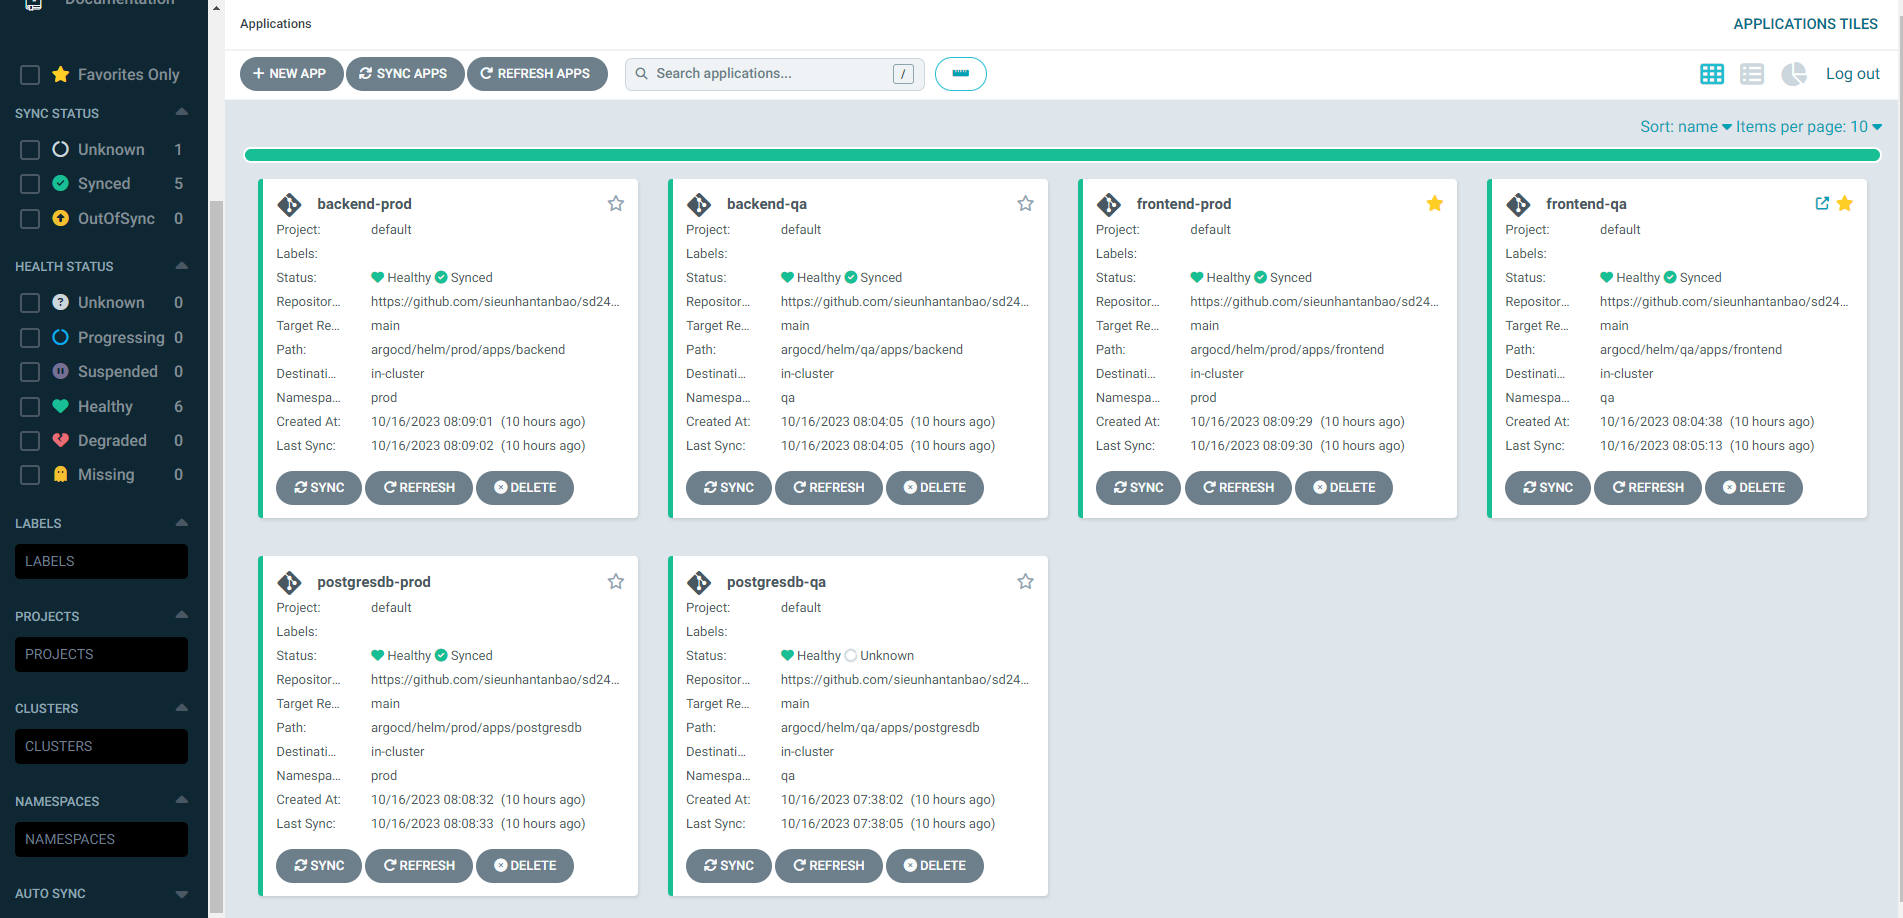 Documentation
Favorites Only
SYNC STATUS
Unknown 1
Synced 5
OutOfSync 0
HEALTH STATUS
Unknown 0
Progressing 0
Suspended 0
Healthy 6
Degraded 0
Missing 0
LABELS
LABELS
PROJECTS
PROJECTS
CLUSTERS
CLUSTERS
NAMESPACES
NAMESPACES
AUTO SYNC
Applications
APPLICATIONS TILES
+ NEW APP SYNC APPS REFRESH APPS Search applications... / Log out
Sort: name Items per page: 10
backend-prod
Project: default
Labels:
Status: Healthy Synced
Repositor... https://github.com/sieunhantanbao/sd24...
Target Re... main
Path: argocd/helm/prod/apps/backend
Destinati... in-cluster
Namespa... prod
Created At: 10/16/2023 08:09:01 (10 hours ago)
Last Sync: 10/16/2023 08:09:02 (10 hours ago)
SYNC REFRESH DELETE
backend-qa
Project: default
Labels:
Status: Healthy Synced
Repositor... https://github.com/sieunhantanbao/sd24...
Target Re... main
Path: argocd/helm/qa/apps/backend
Destinati... in-cluster
Namespa... qa
Created At: 10/16/2023 08:04:05 (10 hours ago)
Last Sync: 10/16/2023 08:04:05 (10 hours ago)
SYNC REFRESH DELETE
frontend-prod
Project: default
Labels:
Status: Healthy Synced
Repositor... https://github.com/sieunhantanbao/sd24...
Target Re... main
Path: argocd/helm/prod/apps/frontend
Destinati... in-cluster
Namespa... prod
Created At: 10/16/2023 08:09:29 (10 hours ago)
Last Sync: 10/16/2023 08:09:30 (10 hours ago)
SYNC REFRESH DELETE
frontend-qa
Project: default
Labels:
Status: Healthy Synced
Repositor... https://github.com/sieunhantanbao/sd24...
Target Re... main
Path: argocd/helm/qa/apps/frontend
Destinati... in-cluster
Namespa... qa
Created At: 10/16/2023 08:04:38 (10 hours ago)
Last Sync: 10/16/2023 08:05:13 (10 hours ago)
SYNC REFRESH DELETE
postgresdb-prod
Project: default
Labels:
Status: Healthy Synced
Repositor... https://github.com/sieunhantanbao/sd24...
Target Re... main
Path: argocd/helm/prod/apps/postgresdb
Destinati... in-cluster
Namespa... prod
Created At: 10/16/2023 08:08:32 (10 hours ago)
Last Sync: 10/16/2023 08:08:33 (10 hours ago)
SYNC REFRESH DELETE
postgresdb-qa
Project: default
Labels:
Status: Healthy Unknown
Repositor... https://github.com/sieunhantanbao/sd24...
Target Re... main
Path: argocd/helm/qa/apps/postgresdb
Destinati... in-cluster
Namespa... qa
Created At: 10/16/2023 07:38:02 (10 hours ago)
Last Sync: 10/16/2023 07:38:05 (10 hours ago)
SYNC REFRESH DELETE